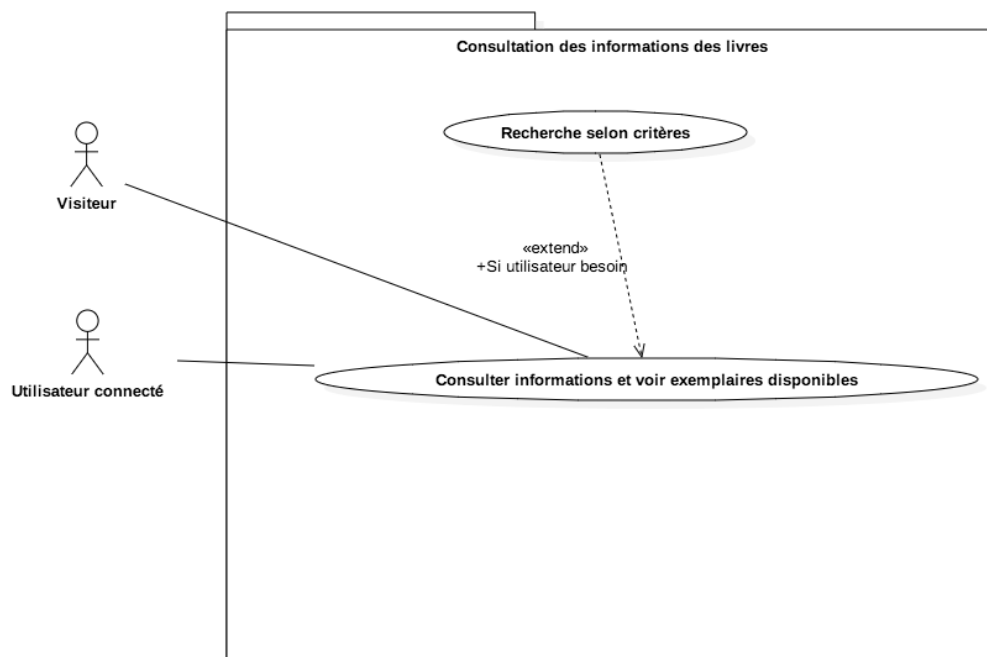 Consultation des informations des livres
Recherche selon critères
Visiteur
«extend»
+Si utilisateur besoin
Utilisateur connecté
Consulter informations et voir exemplaires disponibles